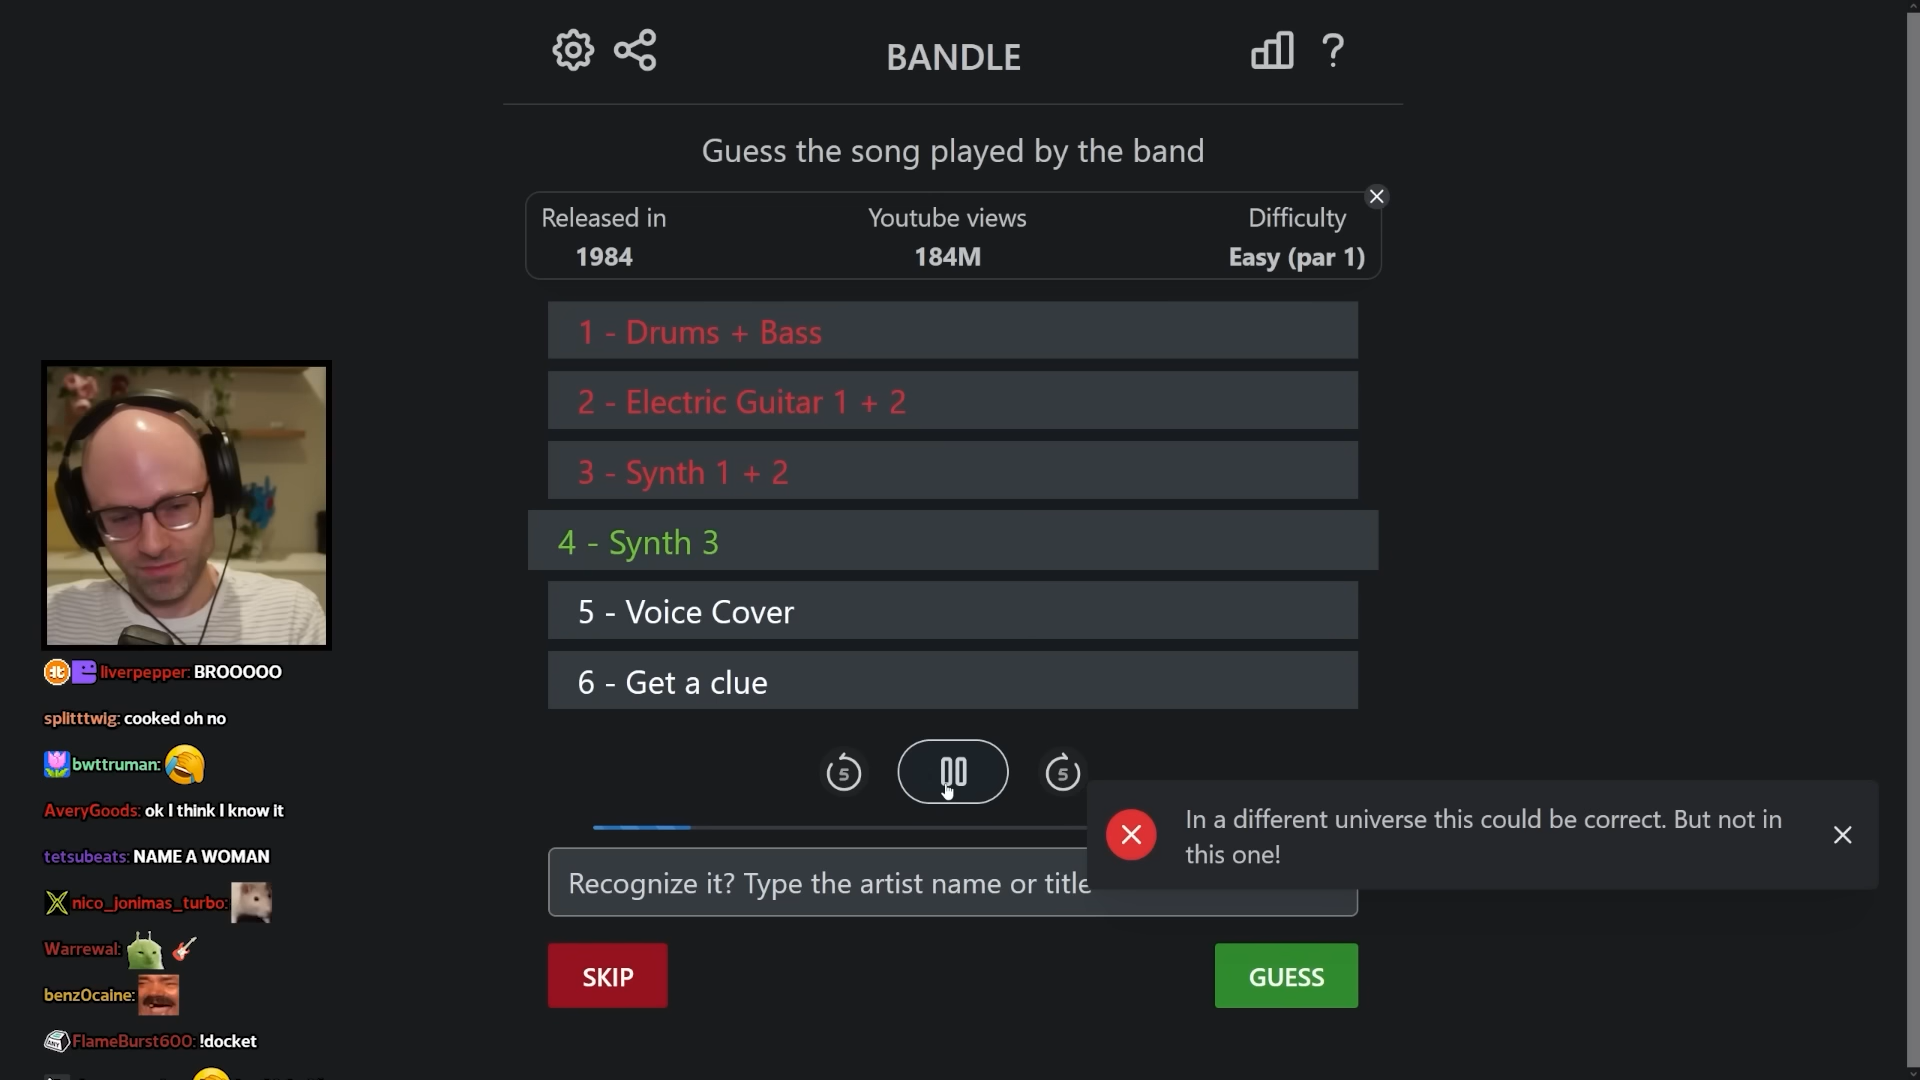 BANDLE
?
Guess the song played by the band
Released in
1984
Youtube views
184M
Difficulty
Easy (par 1)
1 - Drums + Bass
2 - Electric Guitar 1 + 2
3 - Synth 1 + 2
4 - Synth 3
5 - Voice Cover
6 - Get a clue
5
5
In a different universe this could be correct. But not in
this one!
Recognize it? Type the artist name or title
SKIP
GUESS
liverpepper: BROOOOO
splitttwig: cooked oh no
bwttruman:
AveryGoods: ok I think I know it
tetsubeats: NAME A WOMAN
nico_jonimas_turbo:
Warrewal:
benz0caine:
FlameBurst600: !docket